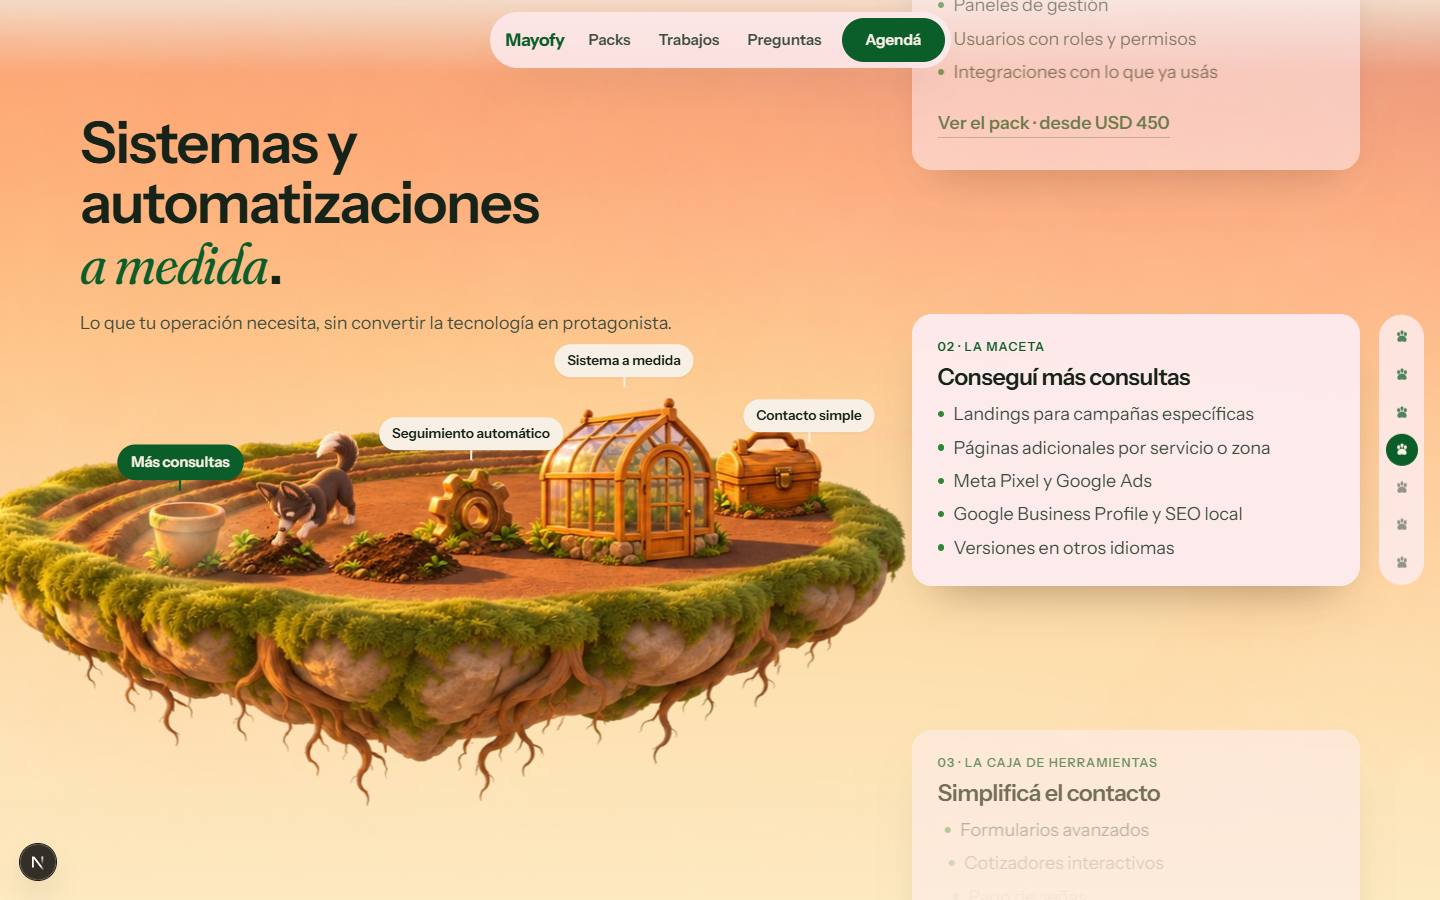 Mayofy
Packs
Trabajos
Preguntas
Agendá
Paneles de gestión
Usuarios con roles y permisos
Integraciones con lo que ya usás
Ver el pack · desde USD 450
Sistemas y
automatizaciones
a medida.
Lo que tu operación necesita, sin convertir la tecnología en protagonista.
Sistema a medida
Contacto simple
Seguimiento automático
Más consultas
02 · LA MACETA
Conseguí más consultas
Landings para campañas específicas
Páginas adicionales por servicio o zona
Meta Pixel y Google Ads
Google Business Profile y SEO local
Versiones en otros idiomas
03 · LA CAJA DE HERRAMIENTAS
Simplificá el contacto
Formularios avanzados
Cotizadores interactivos
Pago de señas
N